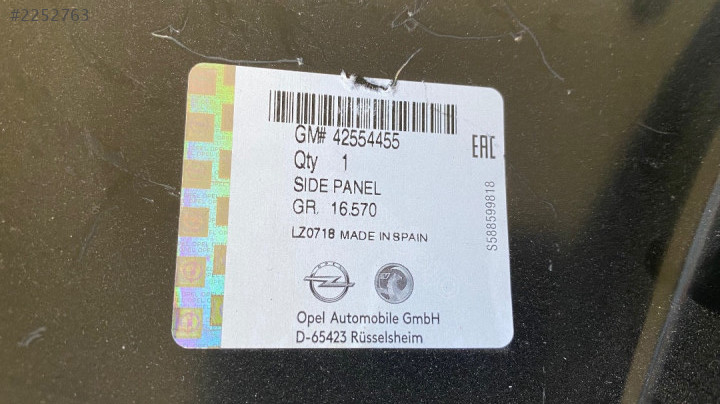 #2252763
GM# 42554455
EAC
Qty 1
SIDE PANEL
GR. 16.570
LZ0718 MADE IN SPAIN
S588599818
Opel Automobile GmbH
D-65423 Rüsselsheim